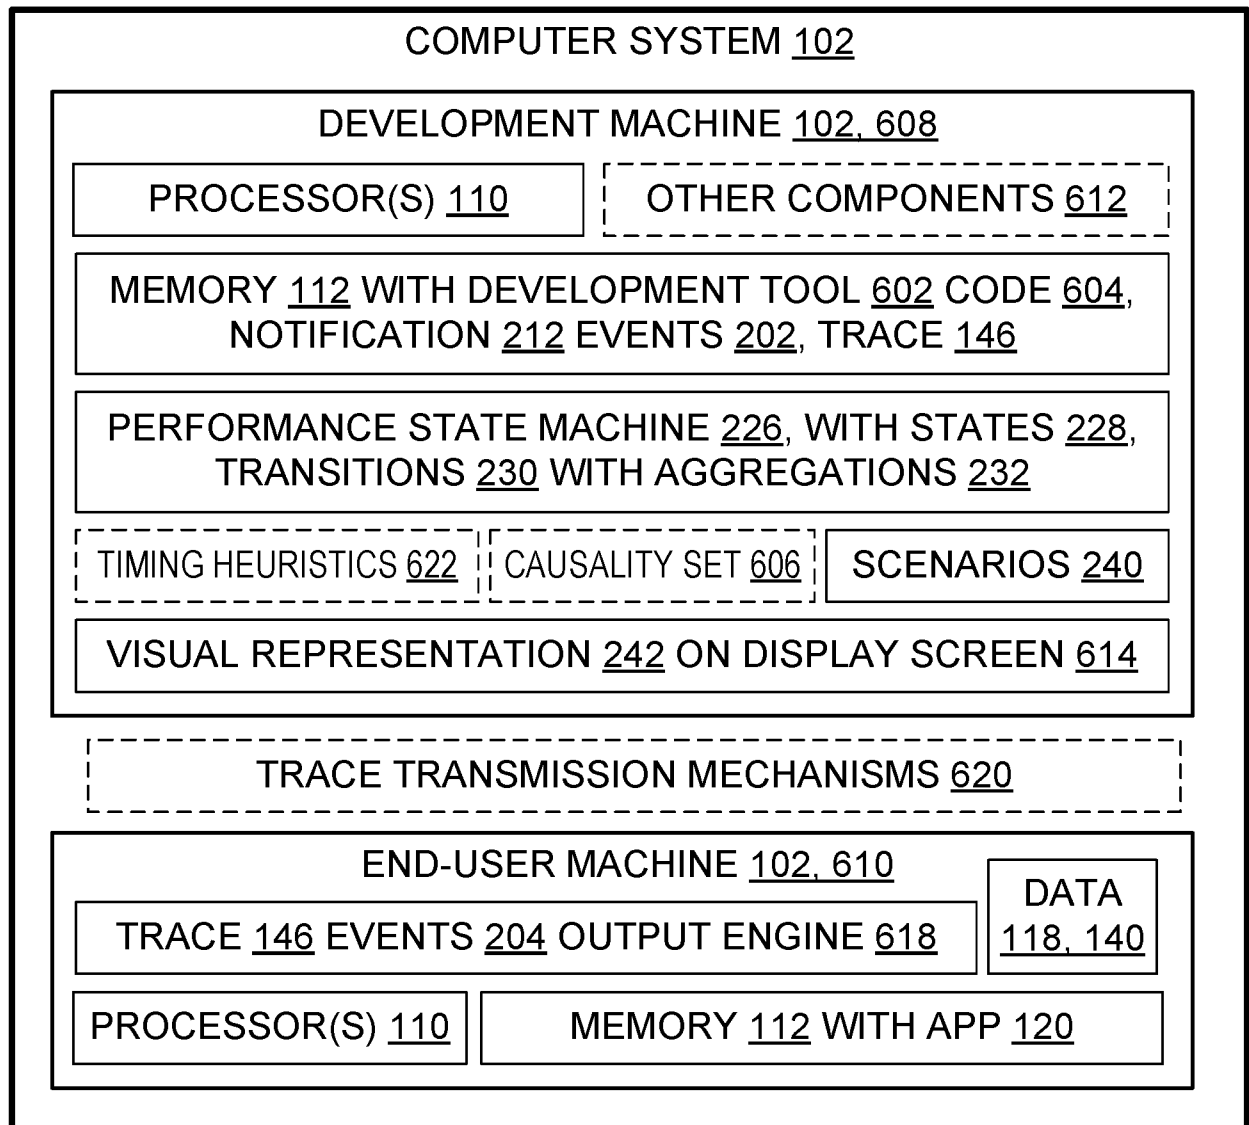 COMPUTER SYSTEM 102
DEVELOPMENT MACHINE 102, 608
PROCESSOR(S) 110
OTHER COMPONENTS 612
MEMORY 112 WITH DEVELOPMENT TOOL 602 CODE 604,
NOTIFICATION 212 EVENTS 202, TRACE 146
PERFORMANCE STATE MACHINE 226, WITH STATES 228,
TRANSITIONS 230 WITH AGGREGATIONS 232
TIMING HEURISTICS 622
CAUSALITY SET 606
SCENARIOS 240
VISUAL REPRESENTATION 242 ON DISPLAY SCREEN 614
TRACE TRANSMISSION MECHANISMS 620
END-USER MACHINE 102, 610
DATA
118, 140
TRACE 146 EVENTS 204 OUTPUT ENGINE 618
PROCESSOR(S) 110
MEMORY 112 WITH APP 120